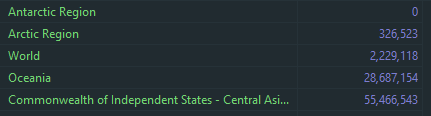 Antarctic Region 0
Arctic Region 326,523
World 2,229,118
Oceania 28,687,154
Commonwealth of Independent States - Central Asi... 55,466,543